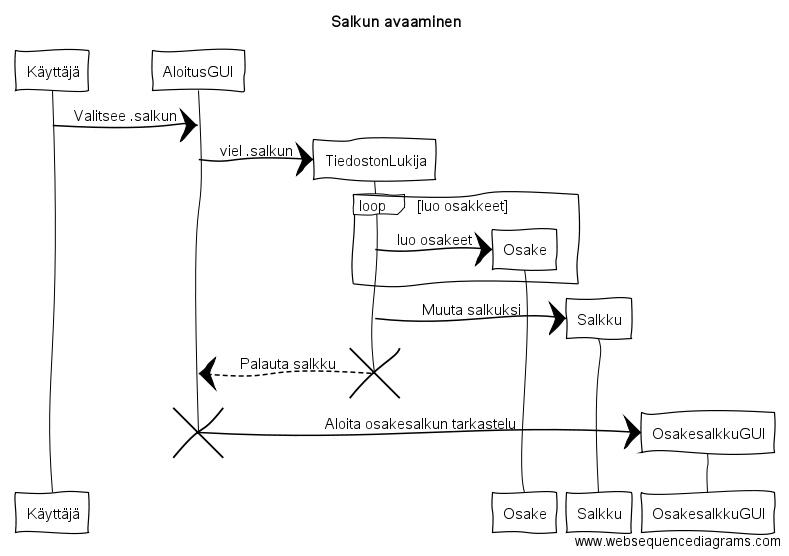 Salkun avaaminen
Käyttäjä
AloitusGUI
Valitsee .salkun
viel .salkun
TiedostonLukija
loop
[luo osakkeet]
luo osakeet
Osake
Muuta salkuksi
Salkku
Palauta salkku
Aloita osakesalkun tarkastelu
OsakesalkkuGUI
Käyttäjä
Osake
Salkku
OsakesalkkuGUI
www.websequencediagrams.com